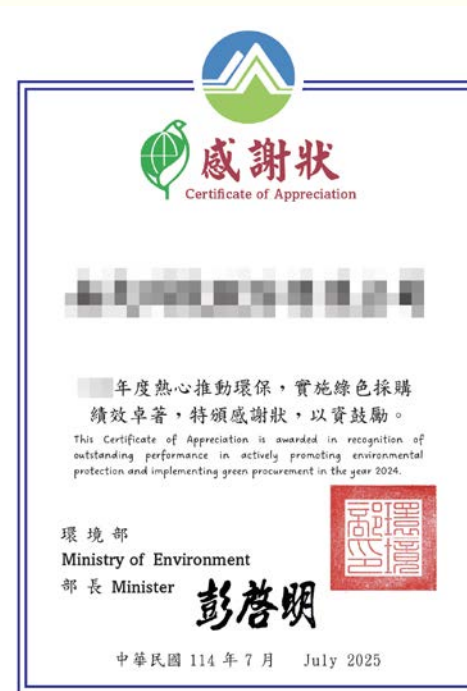 感謝狀
Certificate of Appreciation
年度熱心推動環保，實施綠色採購
績效卓著，特頒感謝狀，以資鼓勵。
This Certificate of Appreciation is awarded in recognition of
outstanding performance in actively promoting environmental
protection and implementing green procurement in the year 2024.
環境部
Ministry of Environment
部長 Minister
彭啓明
環境部印
中華民國 114 年 7 月 July 2025